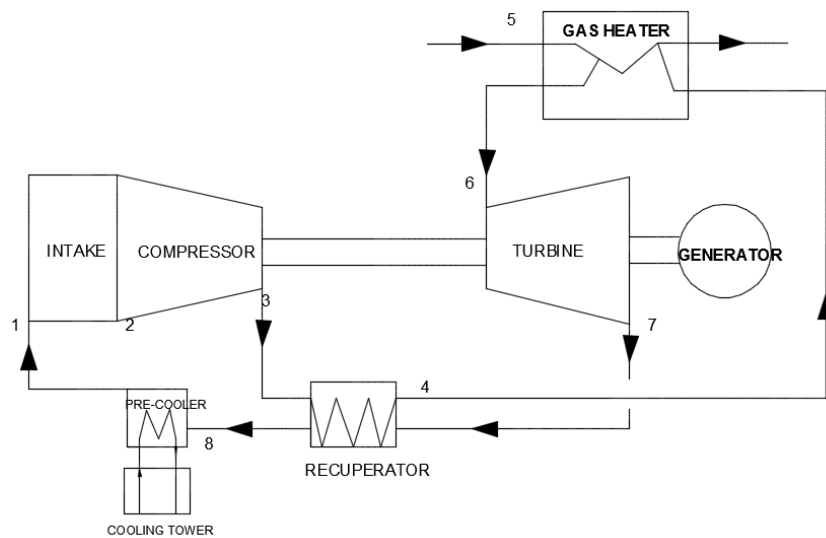 5
GAS HEATER
6
INTAKE
COMPRESSOR
TURBINE
GENERATOR
1
2
3
7
4
PRE-COOLER
8
RECUPERATOR
COOLING TOWER